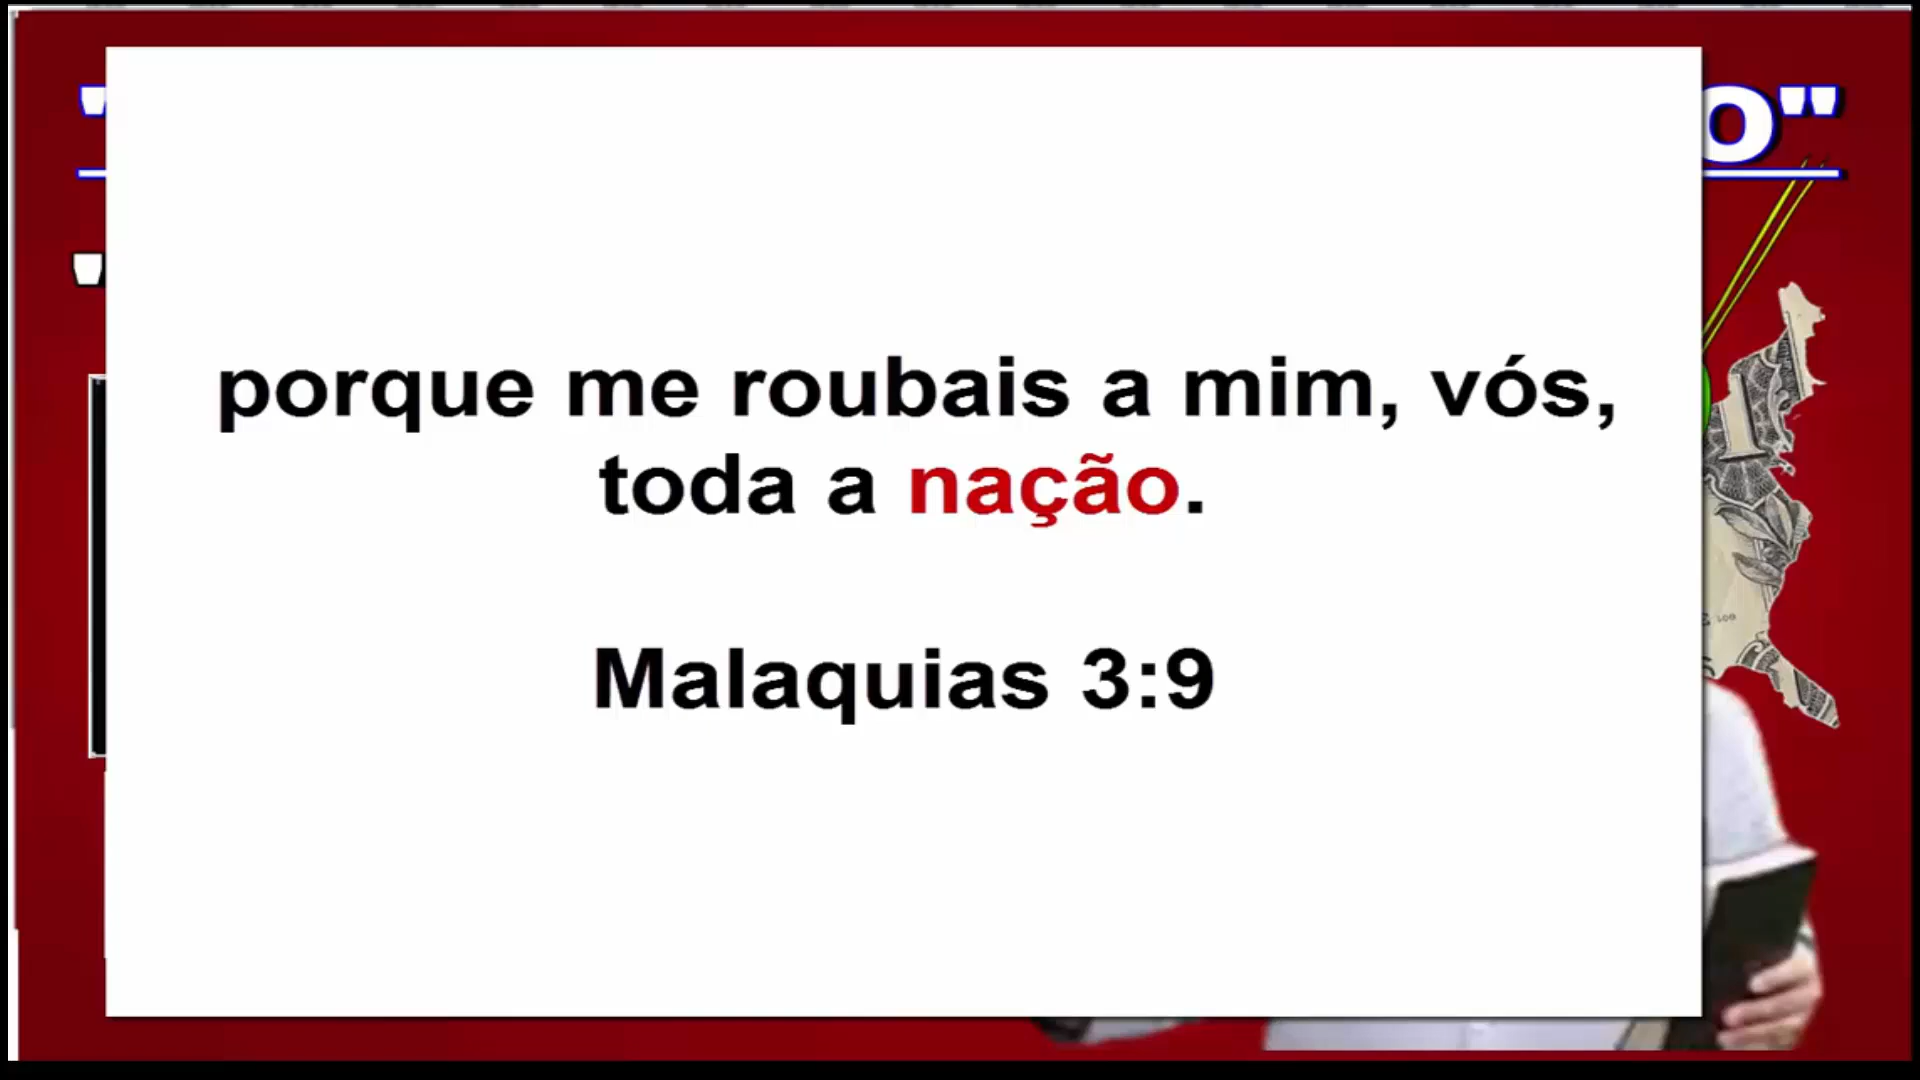 porque me roubais a mim, vós,
toda a nação.
Malaquias 3:9